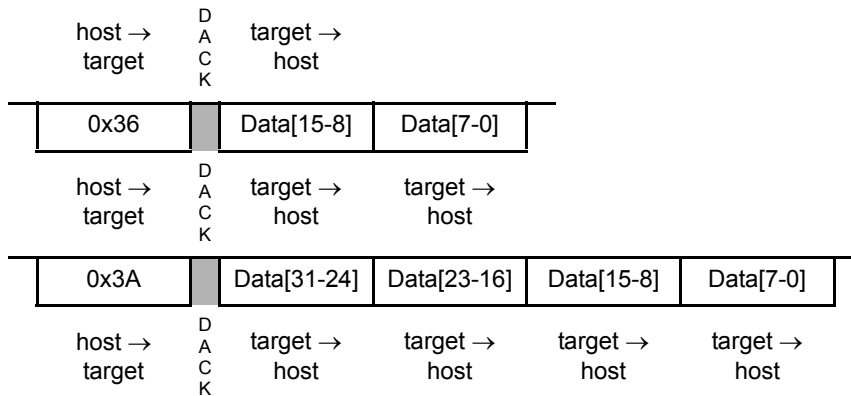 host → D A C K target →
target host
0x36 Data[15-8] Data[7-0]
host → D A C K target → target →
target host host
0x3A Data[31-24] Data[23-16] Data[15-8] Data[7-0]
host → D A C K target → target → target → target →
target host host host host